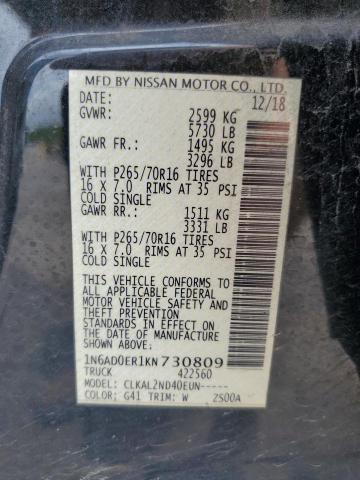 MFD BY NISSAN MOTOR CO., LTD.
DATE: 12/18
GVWR: 2599 KG
5730 LB
GAWR FR.: 1495 KG
3296 LB
WITH P265/70R16 TIRES
16 X 7.0 RIMS AT 35 PSI
COLD SINGLE
GAWR RR.: 1511 KG
3331 LB
WITH P265/70R16 TIRES
16 X 7.0 RIMS AT 35 PSI
COLD SINGLE
THIS VEHICLE CONFORMS TO
ALL APPLICABLE FEDERAL
MOTOR VEHICLE SAFETY
AND THEFT PREVENTION
STANDARDS IN EFFECT ON
THE DATE OF MANUFACTURE
SHOWN ABOVE.
1N6AD0ER1KN730809
TRUCK 422560
MODEL: CLKAL2ND40EUN-----
COLOR: G41 TRIM: W 2S00A